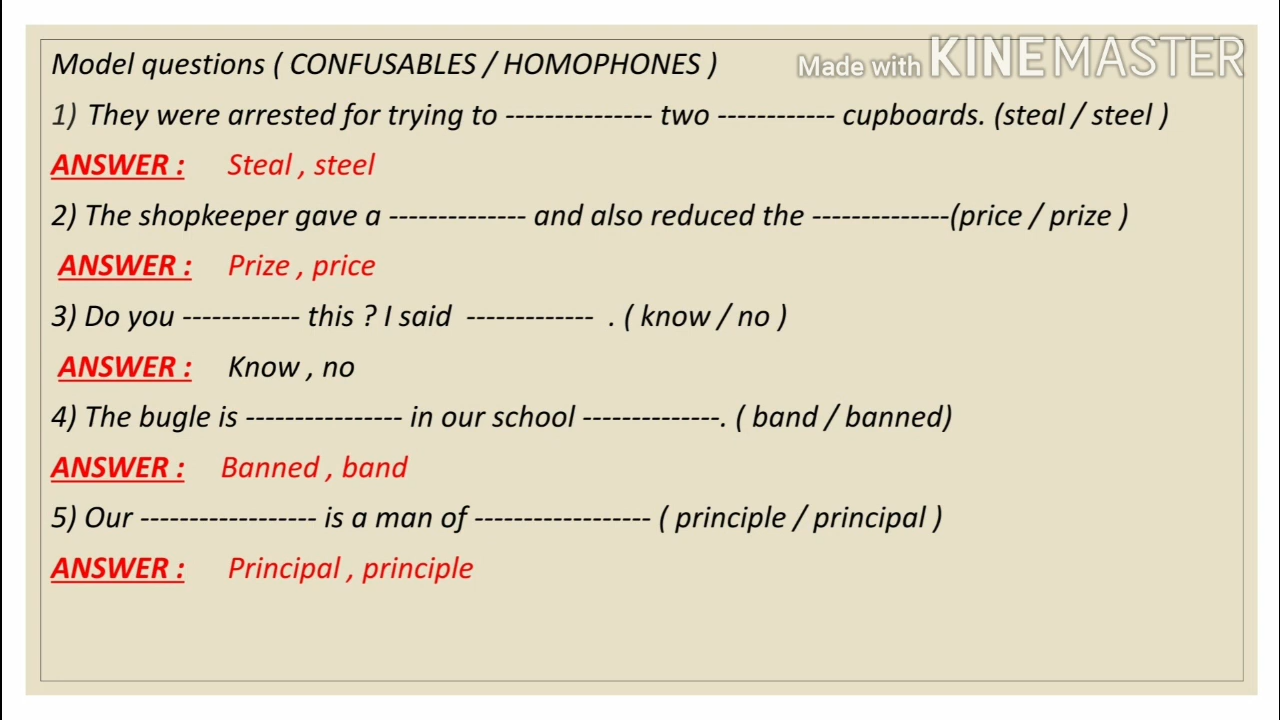 Model questions ( CONFUSABLES / HOMOPHONES )
Made with KINEMASTER
1) They were arrested for trying to --------------- two ------------ cupboards. (steal / steel )
ANSWER : Steal , steel
2) The shopkeeper gave a -------------- and also reduced the --------------(price / prize )
ANSWER : Prize , price
3) Do you ------------ this ? I said ------------- . ( know / no )
ANSWER : Know , no
4) The bugle is ---------------- in our school --------------. ( band / banned)
ANSWER : Banned , band
5) Our ------------------ is a man of ------------------ ( principle / principal )
ANSWER : Principal , principle